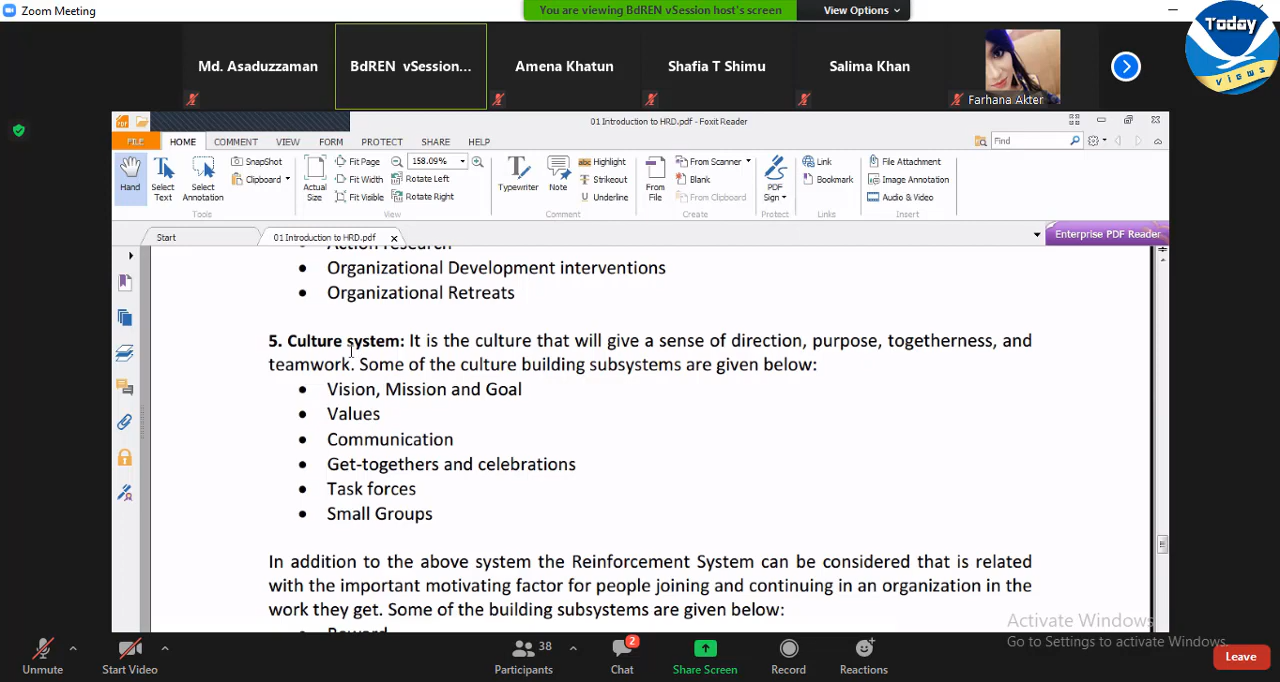 Zoom Meeting
You are viewing BdREN vSession host's screen
View Options
Today
views
Md. Asaduzzaman
BdREN vSession...
Amena Khatun
Shafia T Shimu
Salima Khan
Farhana Akter
01 Introduction to HRD.pdf - Foxit Reader
FILE HOME COMMENT VIEW FORM PROTECT SHARE HELP
Find
Hand
Select Text
Select Annotation
SnapShot
Clipboard
Tools
Actual Size
Fit Page
Fit Width
Fit Visible
158.09%
Rotate Left
Rotate Right
View
Typewriter
Note
Highlight
Strikeout
Underline
Comment
From File
From Scanner
Blank
From Clipboard
Create
PDF Sign
Protect
Link
Bookmark
Links
File Attachment
Image Annotation
Audio & Video
Insert
Start
01 Introduction to HRD.pdf
Enterprise PDF Reader
• Action research
• Organizational Development interventions
• Organizational Retreats
5. Culture system: It is the culture that will give a sense of direction, purpose, togetherness, and
teamwork. Some of the culture building subsystems are given below:
• Vision, Mission and Goal
• Values
• Communication
• Get-togethers and celebrations
• Task forces
• Small Groups
In addition to the above system the Reinforcement System can be considered that is related
with the important motivating factor for people joining and continuing in an organization in the
work they get. Some of the building subsystems are given below:
Activate Windows
Go to Settings to activate Windows.
Unmute
Start Video
38
Participants
2
Chat
Share Screen
Record
Reactions
Leave